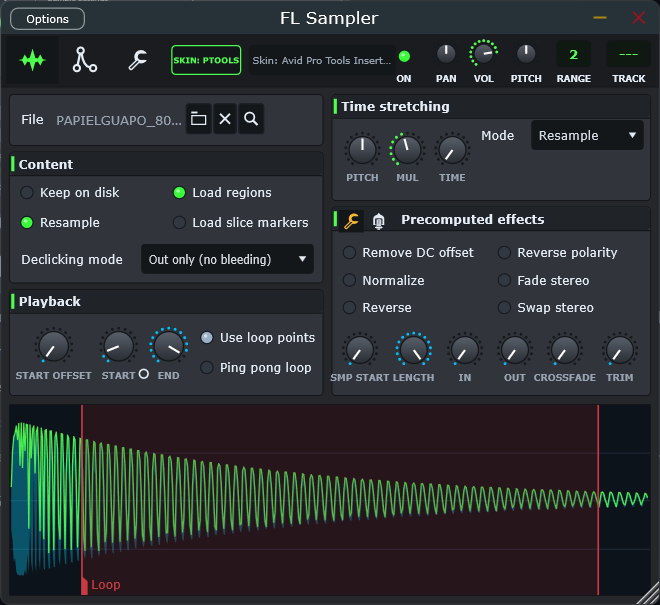 Options
FL Sampler
SKIN: PTOOLS
Skin: Avid Pro Tools Insert...
ON
PAN
VOL
PITCH
2
RANGE
---
TRACK
File
PAPIELGUAPO_80...
Content
Keep on disk
Load regions
Resample
Load slice markers
Declicking mode
Out only (no bleeding)
Playback
START OFFSET
START
END
Use loop points
Ping pong loop
Time stretching
PITCH
MUL
TIME
Mode
Resample
Precomputed effects
Remove DC offset
Reverse polarity
Normalize
Fade stereo
Reverse
Swap stereo
SMP START
LENGTH
IN
OUT
CROSSFADE
TRIM
Loop